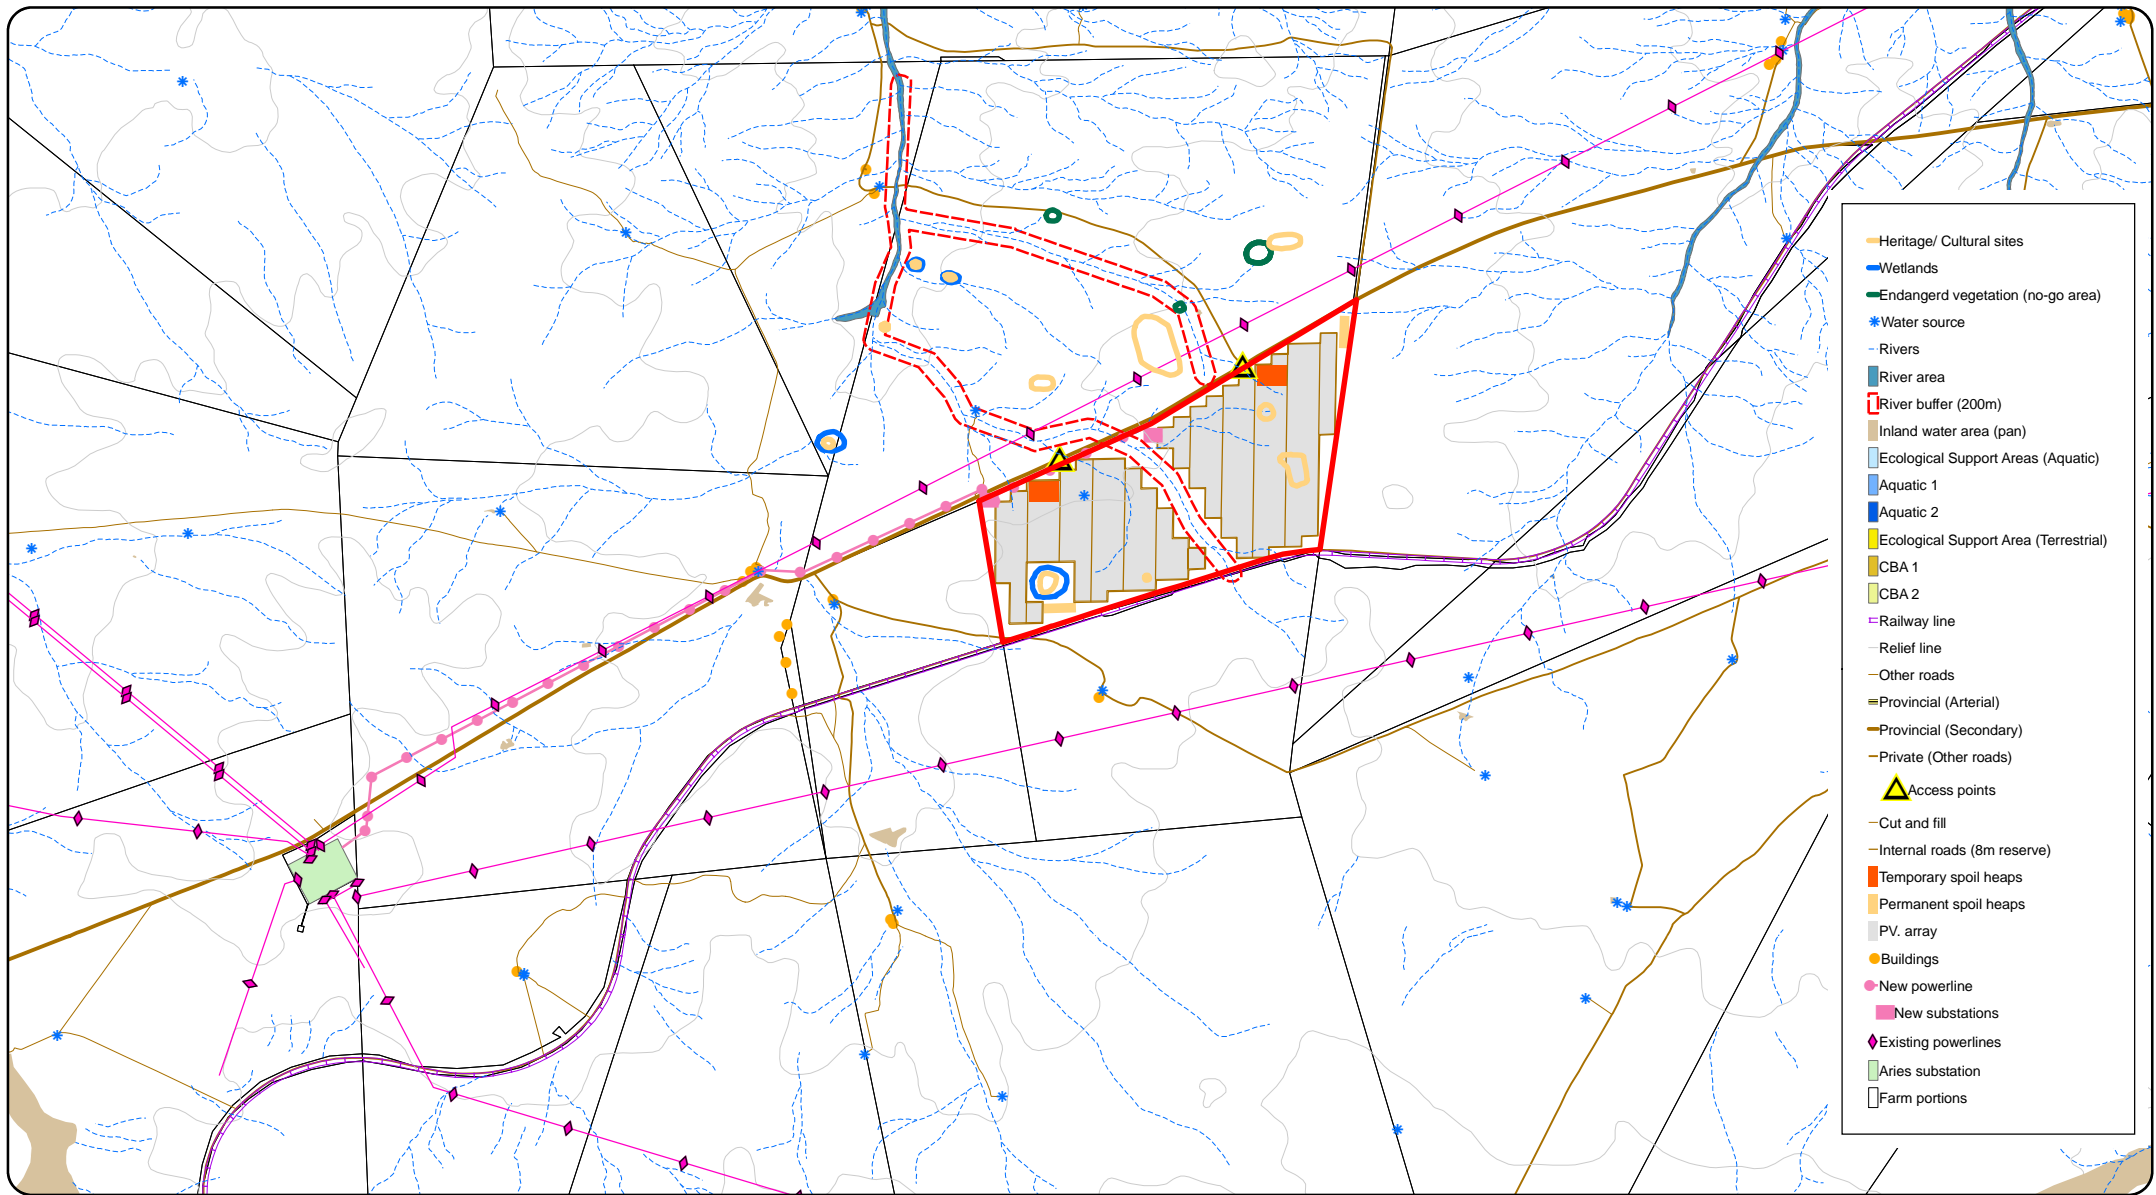 Heritage/ Cultural sites
Wetlands
Endangerd vegetation (no-go area)
Water source
Rivers
River area
River buffer (200m)
Inland water area (pan)
Ecological Support Areas (Aquatic)
Aquatic 1
Aquatic 2
Ecological Support Area (Terrestrial)
CBA 1
CBA 2
Railway line
Relief line
Other roads
Provincial (Arterial)
Provincial (Secondary)
Private (Other roads)
Access points
Cut and fill
Internal roads (8m reserve)
Temporary spoil heaps
Permanent spoil heaps
PV. array
Buildings
New powerline
New substations
Existing powerlines
Aries substation
Farm portions